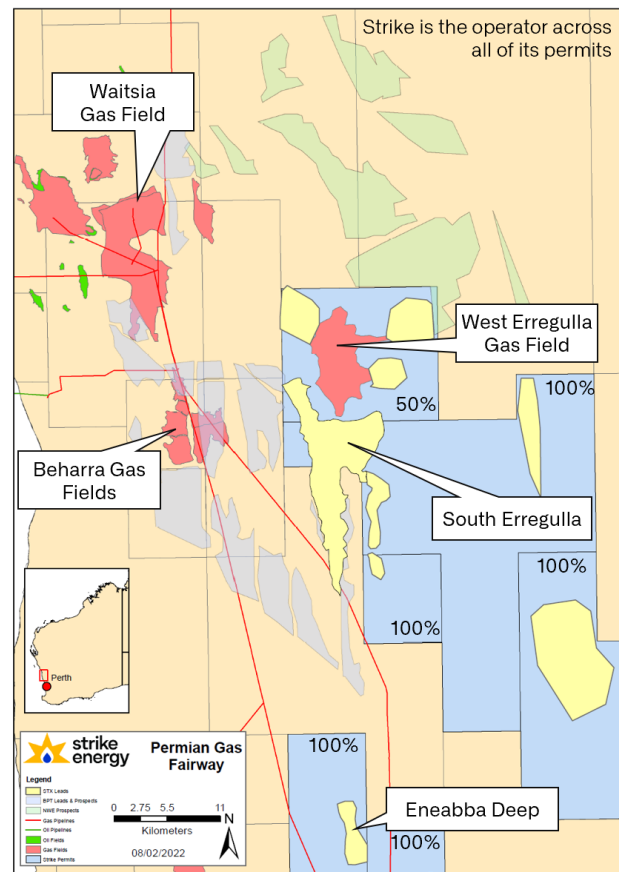 Strike is the operator across
all of its permits
Waitsia
Gas Field
West Erregulla
Gas Field
50%
100%
Beharra Gas
Fields
South Erregulla
100%
100%
Perth
100%
strike
energy
Permian Gas
Fairway
Legend
STX Leads
EPT Leads & Prospects
NWE Prospects
Gas Pipelines
Oil Pipelines
Oil Fields
Gas Fields
Strike Permits
0 2.75 5.5 11
Kilometers
N
08/02/2022
Eneabba Deep
100%